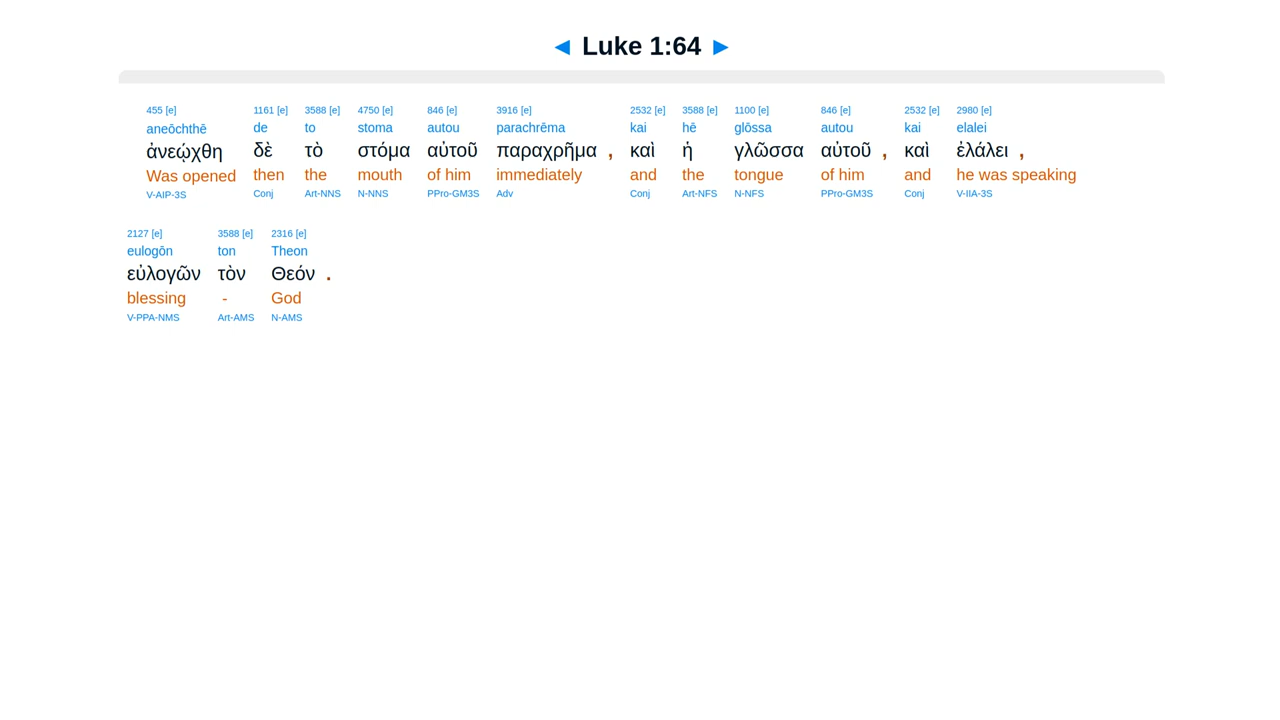 ◄ Luke 1:64 ►
455 [e] 1161 [e] 3588 [e] 4750 [e] 846 [e] 3916 [e] 2532 [e] 3588 [e] 1100 [e] 846 [e] 2532 [e] 2980 [e]
aneōchthē de to stoma autou parachrēma kai hē glōssa autou kai elalei
ἀνεῴχθη δὲ τὸ στόμα αὐτοῦ παραχρῆμα , καὶ ἡ γλῶσσα αὐτοῦ , καὶ ἐλάλει ,
Was opened then the mouth of him immediately and the tongue of him and he was speaking
V-AIP-3S Conj Art-NNS N-NNS PPro-GM3S Adv Conj Art-NFS N-NFS PPro-GM3S Conj V-IIA-3S
2127 [e] 3588 [e] 2316 [e]
eulogōn ton Theon
εὐλογῶν τὸν Θεόν .
blessing - God
V-PPA-NMS Art-AMS N-AMS